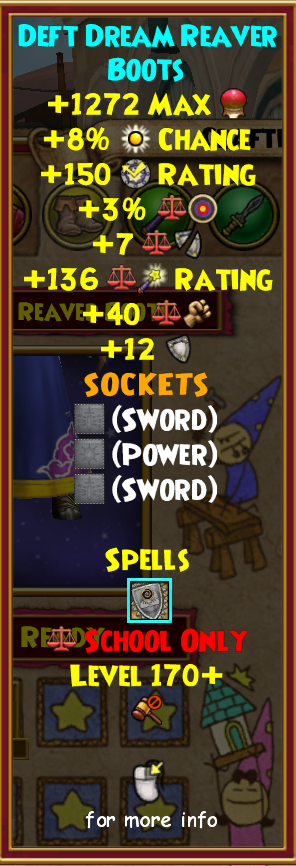 Deft Dream Reaver
Boots
+1272 Max
+8% Chance
+150 Rating
+3%
+7
+136 Rating
+40
+12
Sockets
(Sword)
(Power)
(Sword)
Spells
School Only
Level 170+
for more info